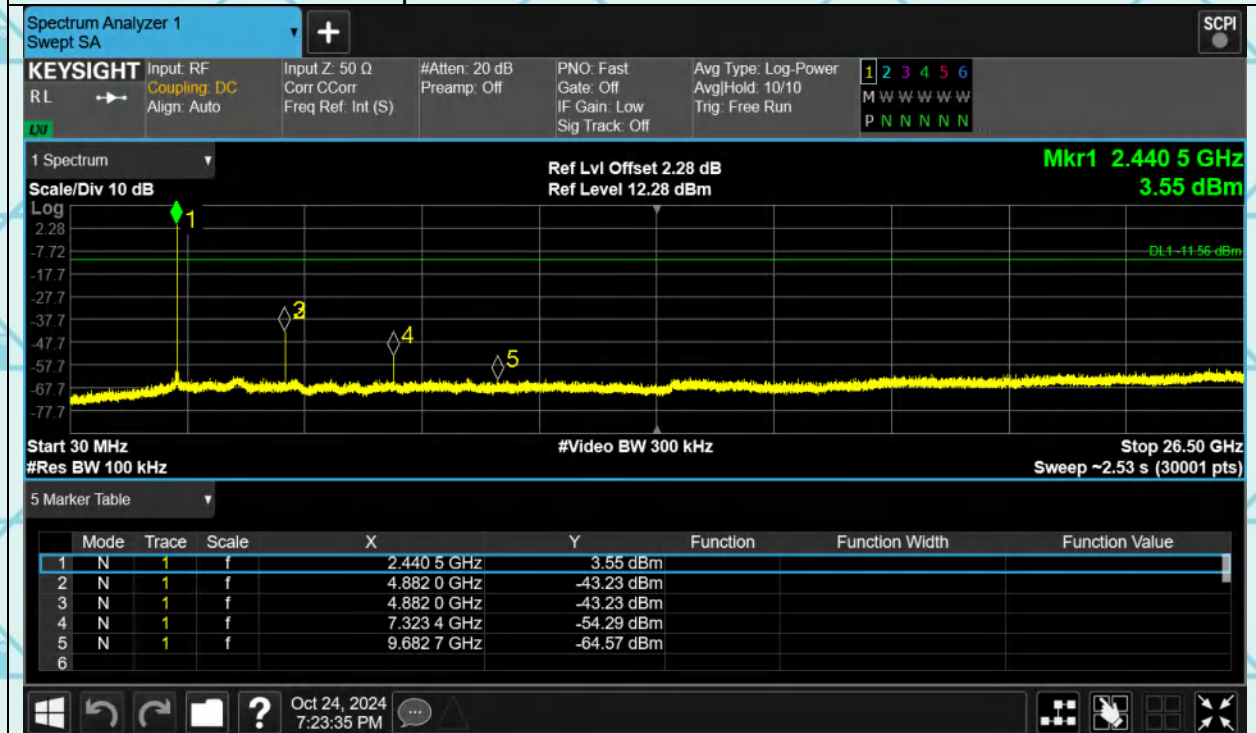 Spectrum Analyzer 1
Swept SA
+
SCPI
KEYSIGHT Input: RF Input Z: 50 Ω #Atten: 20 dB PNO: Fast Avg Type: Log-Power 1 2 3 4 5 6
RL Coupling: DC Corr CCorr Preamp: Off Gate: Off Avg|Hold: 10/10 M W W W W W
Align: Auto Freq Ref: Int (S) IF Gain: Low Trig: Free Run
LXI Sig Track: Off P N N N N N
1 Spectrum Ref Lvl Offset 2.28 dB Mkr1 2.440 5 GHz
Scale/Div 10 dB Ref Level 12.28 dBm 3.55 dBm
Log
1
2.28
-7.72 DL1 -11.56 dBm
-17.7
-27.7
3
-37.7
4
-47.7
5
-57.7
-67.7
-77.7
Start 30 MHz #Video BW 300 kHz Stop 26.50 GHz
#Res BW 100 kHz Sweep ~2.53 s (30001 pts)
5 Marker Table
Mode Trace Scale X Y Function Function Width Function Value
1 N 1 f 2.440 5 GHz 3.55 dBm
2 N 1 f 4.882 0 GHz -43.23 dBm
3 N 1 f 4.882 0 GHz -43.23 dBm
4 N 1 f 7.323 4 GHz -54.29 dBm
5 N 1 f 9.682 7 GHz -64.57 dBm
6
? Oct 24, 2024
7:23:35 PM